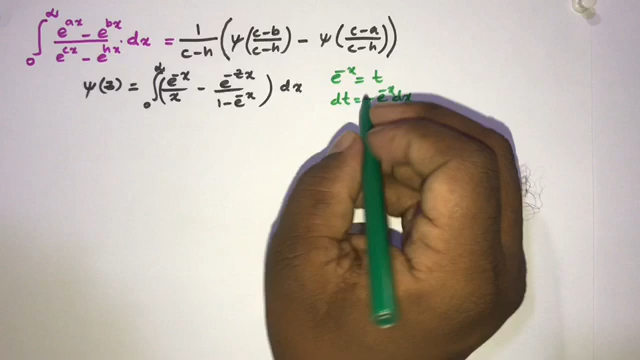 ∫₀^∞ (e^{ax} - e^{bx})/(e^{cx} - e^{hx}) · dx = 1/(c-h) (ψ((c-b)/(c-h)) - ψ((c-a)/(c-h)))
ψ(z) = ∫₀^∞ (e^{-x}/x - e^{-zx}/(1-e^{-x})) dx
e^{-x} = t
dt = - e^{-x} dx